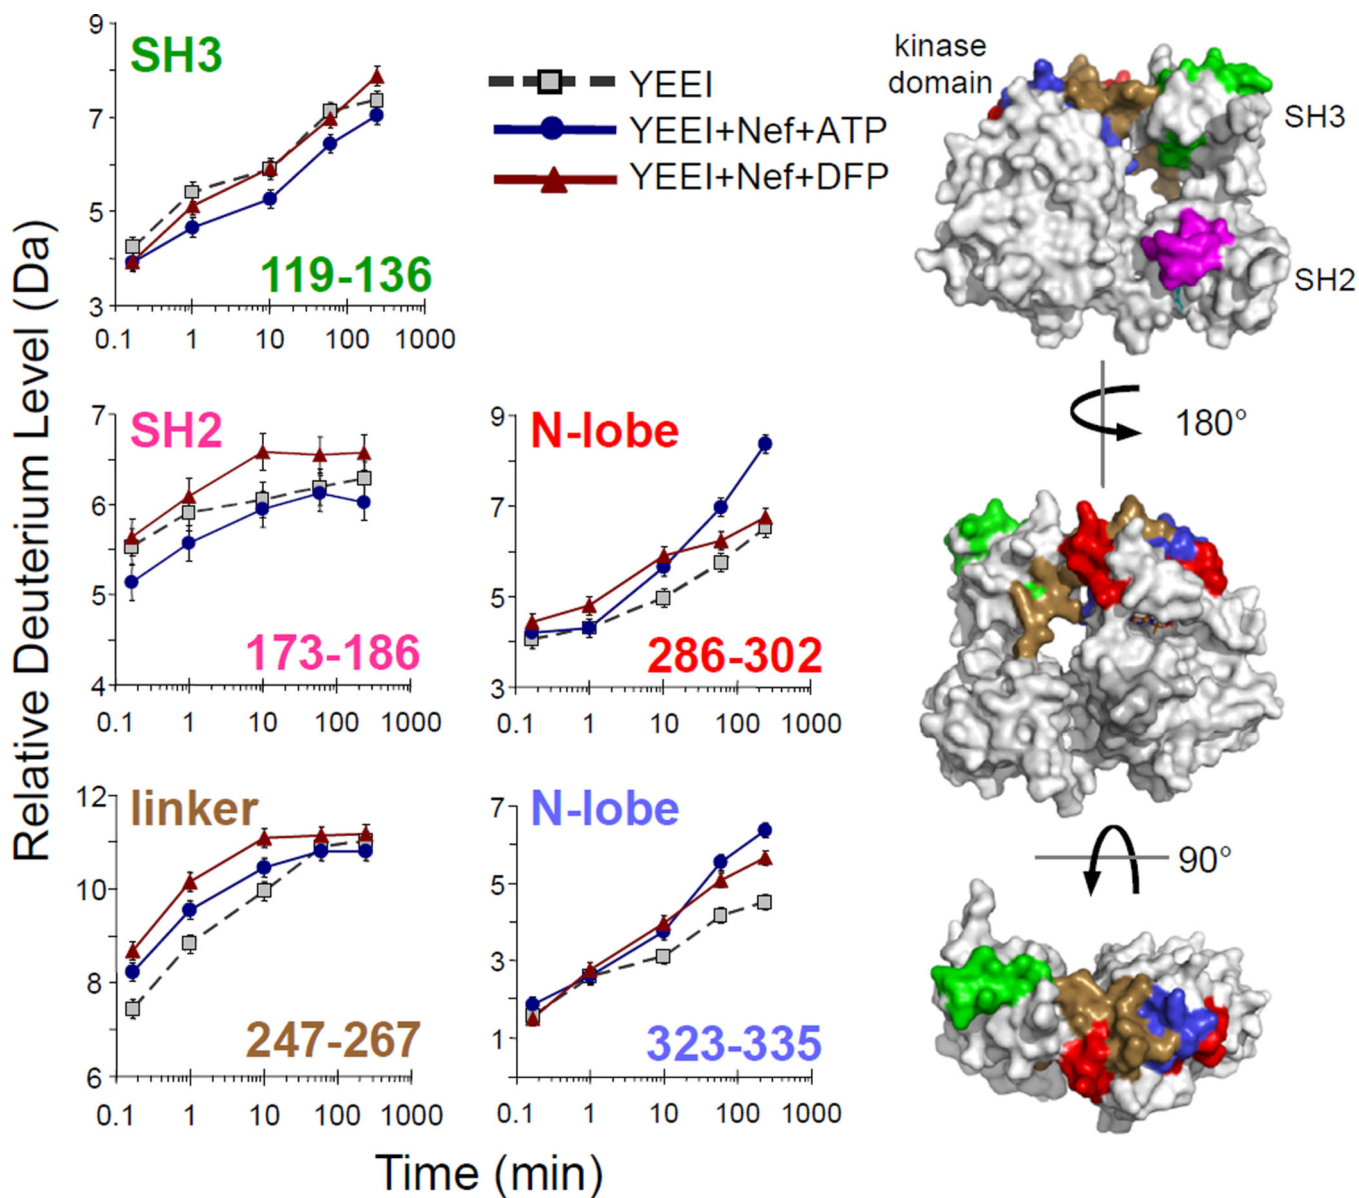 Relative Deuterium Level (Da)
SH3
119-136
9
7
5
3
0.1 1 10 100 1000
YEEI
YEEI+Nef+ATP
YEEI+Nef+DFP
SH2
173-186
7
6
5
4
0.1 1 10 100 1000
N-lobe
286-302
9
7
5
3
0.1 1 10 100 1000
linker
247-267
12
10
8
6
0.1 1 10 100 1000
N-lobe
323-335
7
5
3
1
0.1 1 10 100 1000
Time (min)
kinase
domain
SH3
SH2
180°
90°